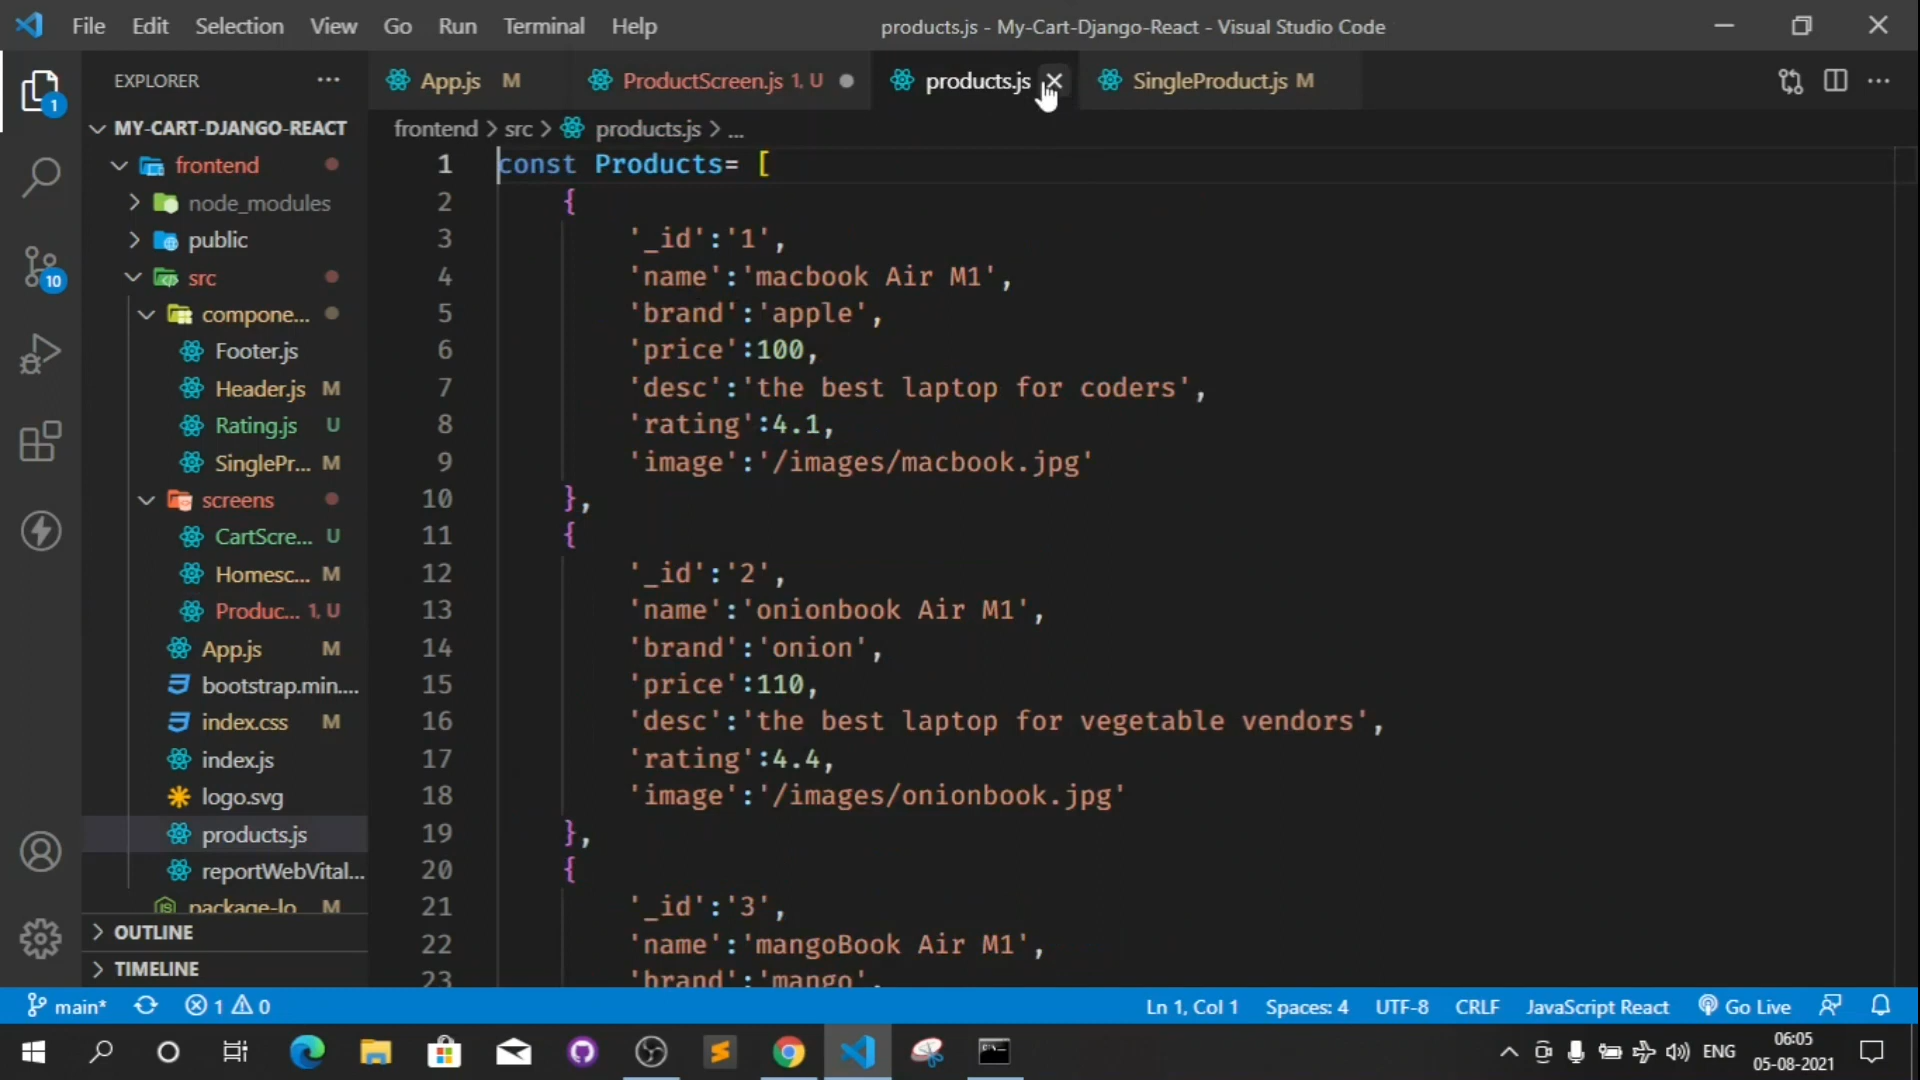 File Edit Selection View Go Run Terminal Help products.js - My-Cart-Django-React - Visual Studio Code
EXPLORER ··· App.js M ProductScreen.js 1, U products.js SingleProduct.js M ···
1
MY-CART-DJANGO-REACT
frontend > src > products.js > ...
frontend
node_modules
public
src
compone...
Footer.js
Header.js M
Rating.js U
SinglePr... M
screens
CartScre... U
Homesc... M
Produc... 1, U
App.js M
bootstrap.min....
index.css M
index.js
logo.svg
products.js
reportWebVital...
package-lo M
OUTLINE
TIMELINE
10
1 const Products= [
2 {
3 '_id':'1',
4 'name':'macbook Air M1',
5 'brand':'apple',
6 'price':100,
7 'desc':'the best laptop for coders',
8 'rating':4.1,
9 'image':'/images/macbook.jpg'
10 },
11 {
12 '_id':'2',
13 'name':'onionbook Air M1',
14 'brand':'onion',
15 'price':110,
16 'desc':'the best laptop for vegetable vendors',
17 'rating':4.4,
18 'image':'/images/onionbook.jpg'
19 },
20 {
21 '_id':'3',
22 'name':'mangoBook Air M1',
23 'brand':'mango',
main* 1 0 Ln 1, Col 1 Spaces: 4 UTF-8 CRLF JavaScript React Go Live
ENG 06:05
05-08-2021